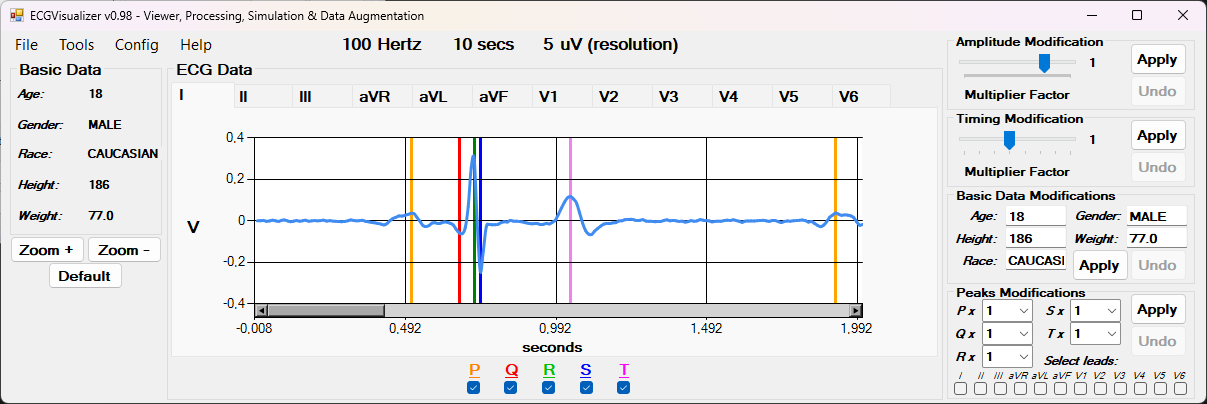 ECGVisualizer v0.98 - Viewer, Processing, Simulation & Data Augmentation
File Tools Config Help 100 Hertz 10 secs 5 uV (resolution)
Basic Data
Age: 18
Gender: MALE
Race: CAUCASIAN
Height: 186
Weight: 77.0
Zoom + Zoom -
Default
ECG Data
I II III aVR aVL aVF V1 V2 V3 V4 V5 V6
V
0,4
0,2
0
-0,2
-0,4
-0,008 0,492 0,992 1,492 1,992
seconds
P Q R S T
Amplitude Modification
1 Apply
Multiplier Factor Undo
Timing Modification
1 Apply
Multiplier Factor Undo
Basic Data Modifications
Age: 18 Gender: MALE
Height: 186 Weight: 77.0
Race: CAUCASI Apply Undo
Peaks Modifications
P x 1 S x 1 Apply
Q x 1 T x 1 Undo
R x 1 Select leads:
I II III aVR aVL aVF V1 V2 V3 V4 V5 V6